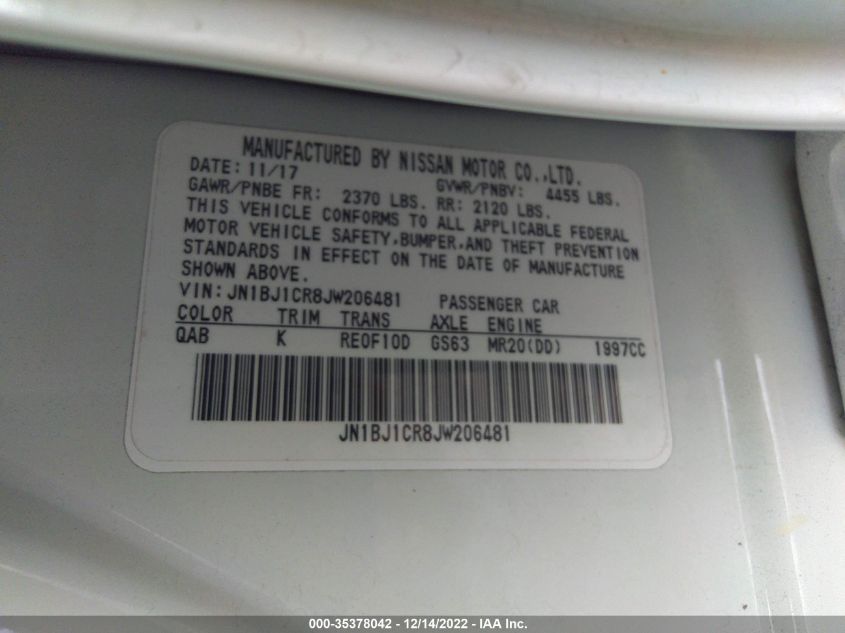 MANUFACTURED BY NISSAN MOTOR CO.,LTD.
DATE: 11/17 GVWR/PNBV: 4455 LBS.
GAWR/PNBE FR: 2370 LBS. RR: 2120 LBS.
THIS VEHICLE CONFORMS TO ALL APPLICABLE FEDERAL
MOTOR VEHICLE SAFETY,BUMPER,AND THEFT PREVENTION
STANDARDS IN EFFECT ON THE DATE OF MANUFACTURE
SHOWN ABOVE.
VIN: JN1BJ1CR8JW206481 PASSENGER CAR
COLOR TRIM TRANS AXLE ENGINE
QAB K RE0F10D GS63 MR20(DD) 1997CC
JN1BJ1CR8JW206481
000-35378042 - 12/14/2022 - IAA Inc.